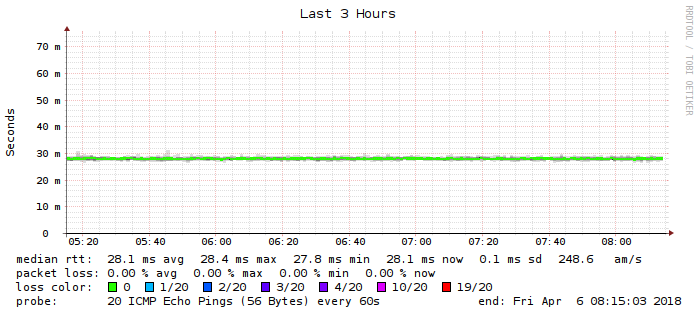 Last 3 Hours
RRDTOOL / TOBI OETIKER
Seconds
70 m
60 m
50 m
40 m
30 m
20 m
10 m
0
05:20 05:40 06:00 06:20 06:40 07:00 07:20 07:40 08:00
median rtt: 28.1 ms avg 28.4 ms max 27.8 ms min 28.1 ms now 0.1 ms sd 248.6 am/s
packet loss: 0.00 % avg 0.00 % max 0.00 % min 0.00 % now
loss color: 0 1/20 2/20 3/20 4/20 10/20 19/20
probe: 20 ICMP Echo Pings (56 Bytes) every 60s end: Fri Apr 6 08:15:03 2018